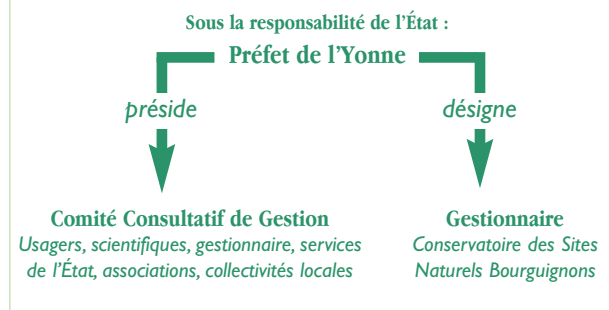 Sous la responsabilité de l'État :
Préfet de l'Yonne
préside
désigne
Comité Consultatif de Gestion
Usagers, scientifiques, gestionnaire, services
de l'État, associations, collectivités locales
Gestionnaire
Conservatoire des Sites
Naturels Bourguignons